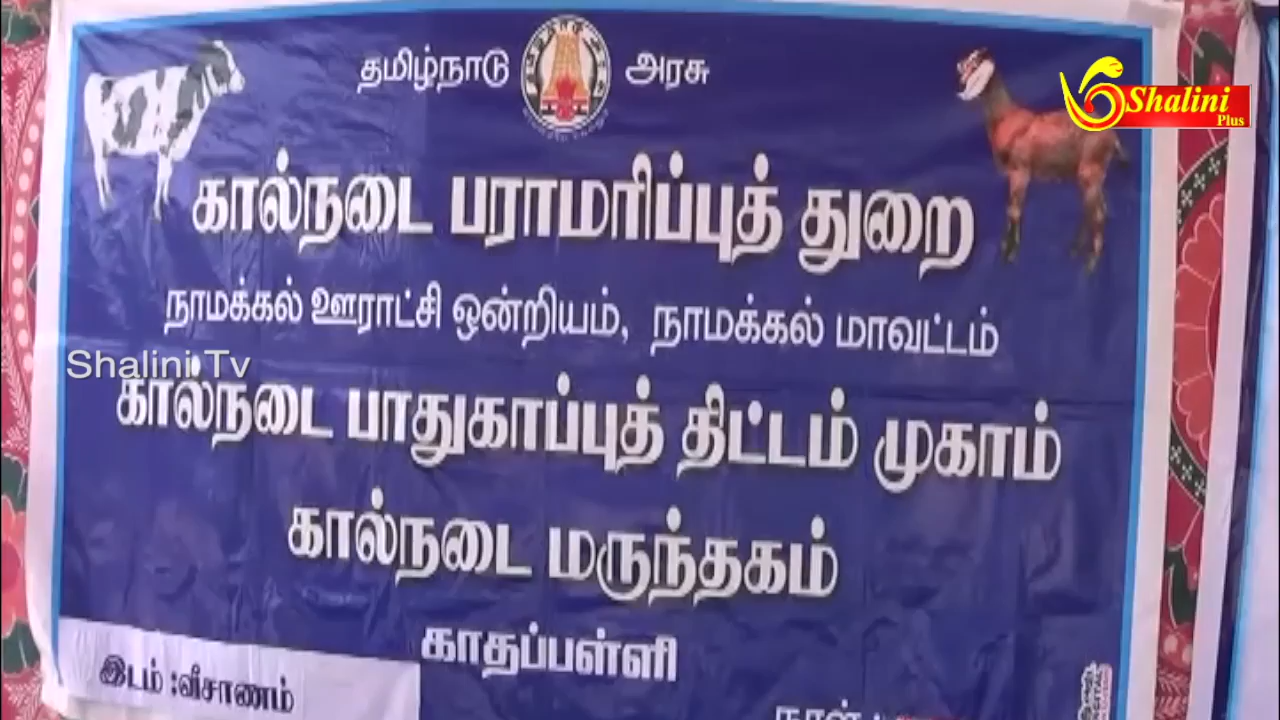 தமிழ்நாடு அரசு
Shalini
Plus
கால்நடை பராமரிப்புத் துறை
நாமக்கல் ஊராட்சி ஒன்றியம், நாமக்கல் மாவட்டம்
Shalini Tv
கால்நடை பாதுகாப்புத் திட்டம் முகாம்
கால்நடை மருந்தகம்
காதப்பள்ளி
இடம் :வீசாணம்
நாள் :